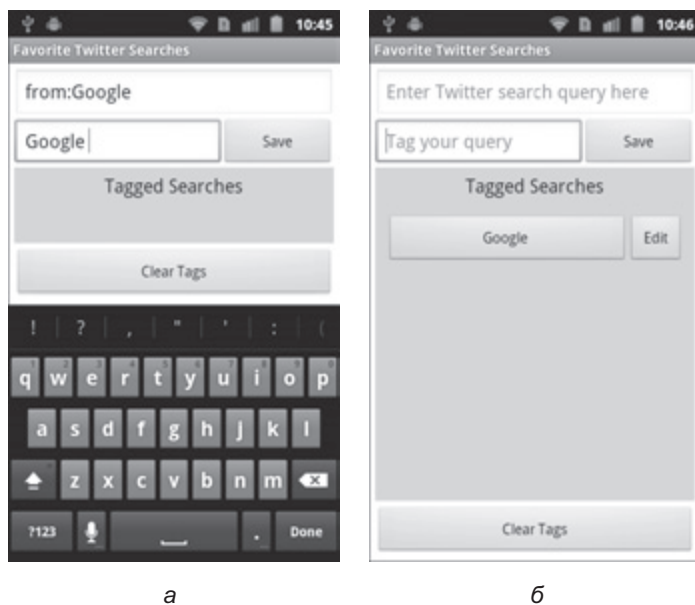 10:45
Favorite Twitter Searches
from:Google
Google
Save
Tagged Searches
Clear Tags
! ? , " ' : (
q w e r t y u i o p
a s d f g h j k l
z x c v b n m
?123 . Done
а
10:46
Favorite Twitter Searches
Enter Twitter search query here
Tag your query
Save
Tagged Searches
Google
Edit
Clear Tags
б